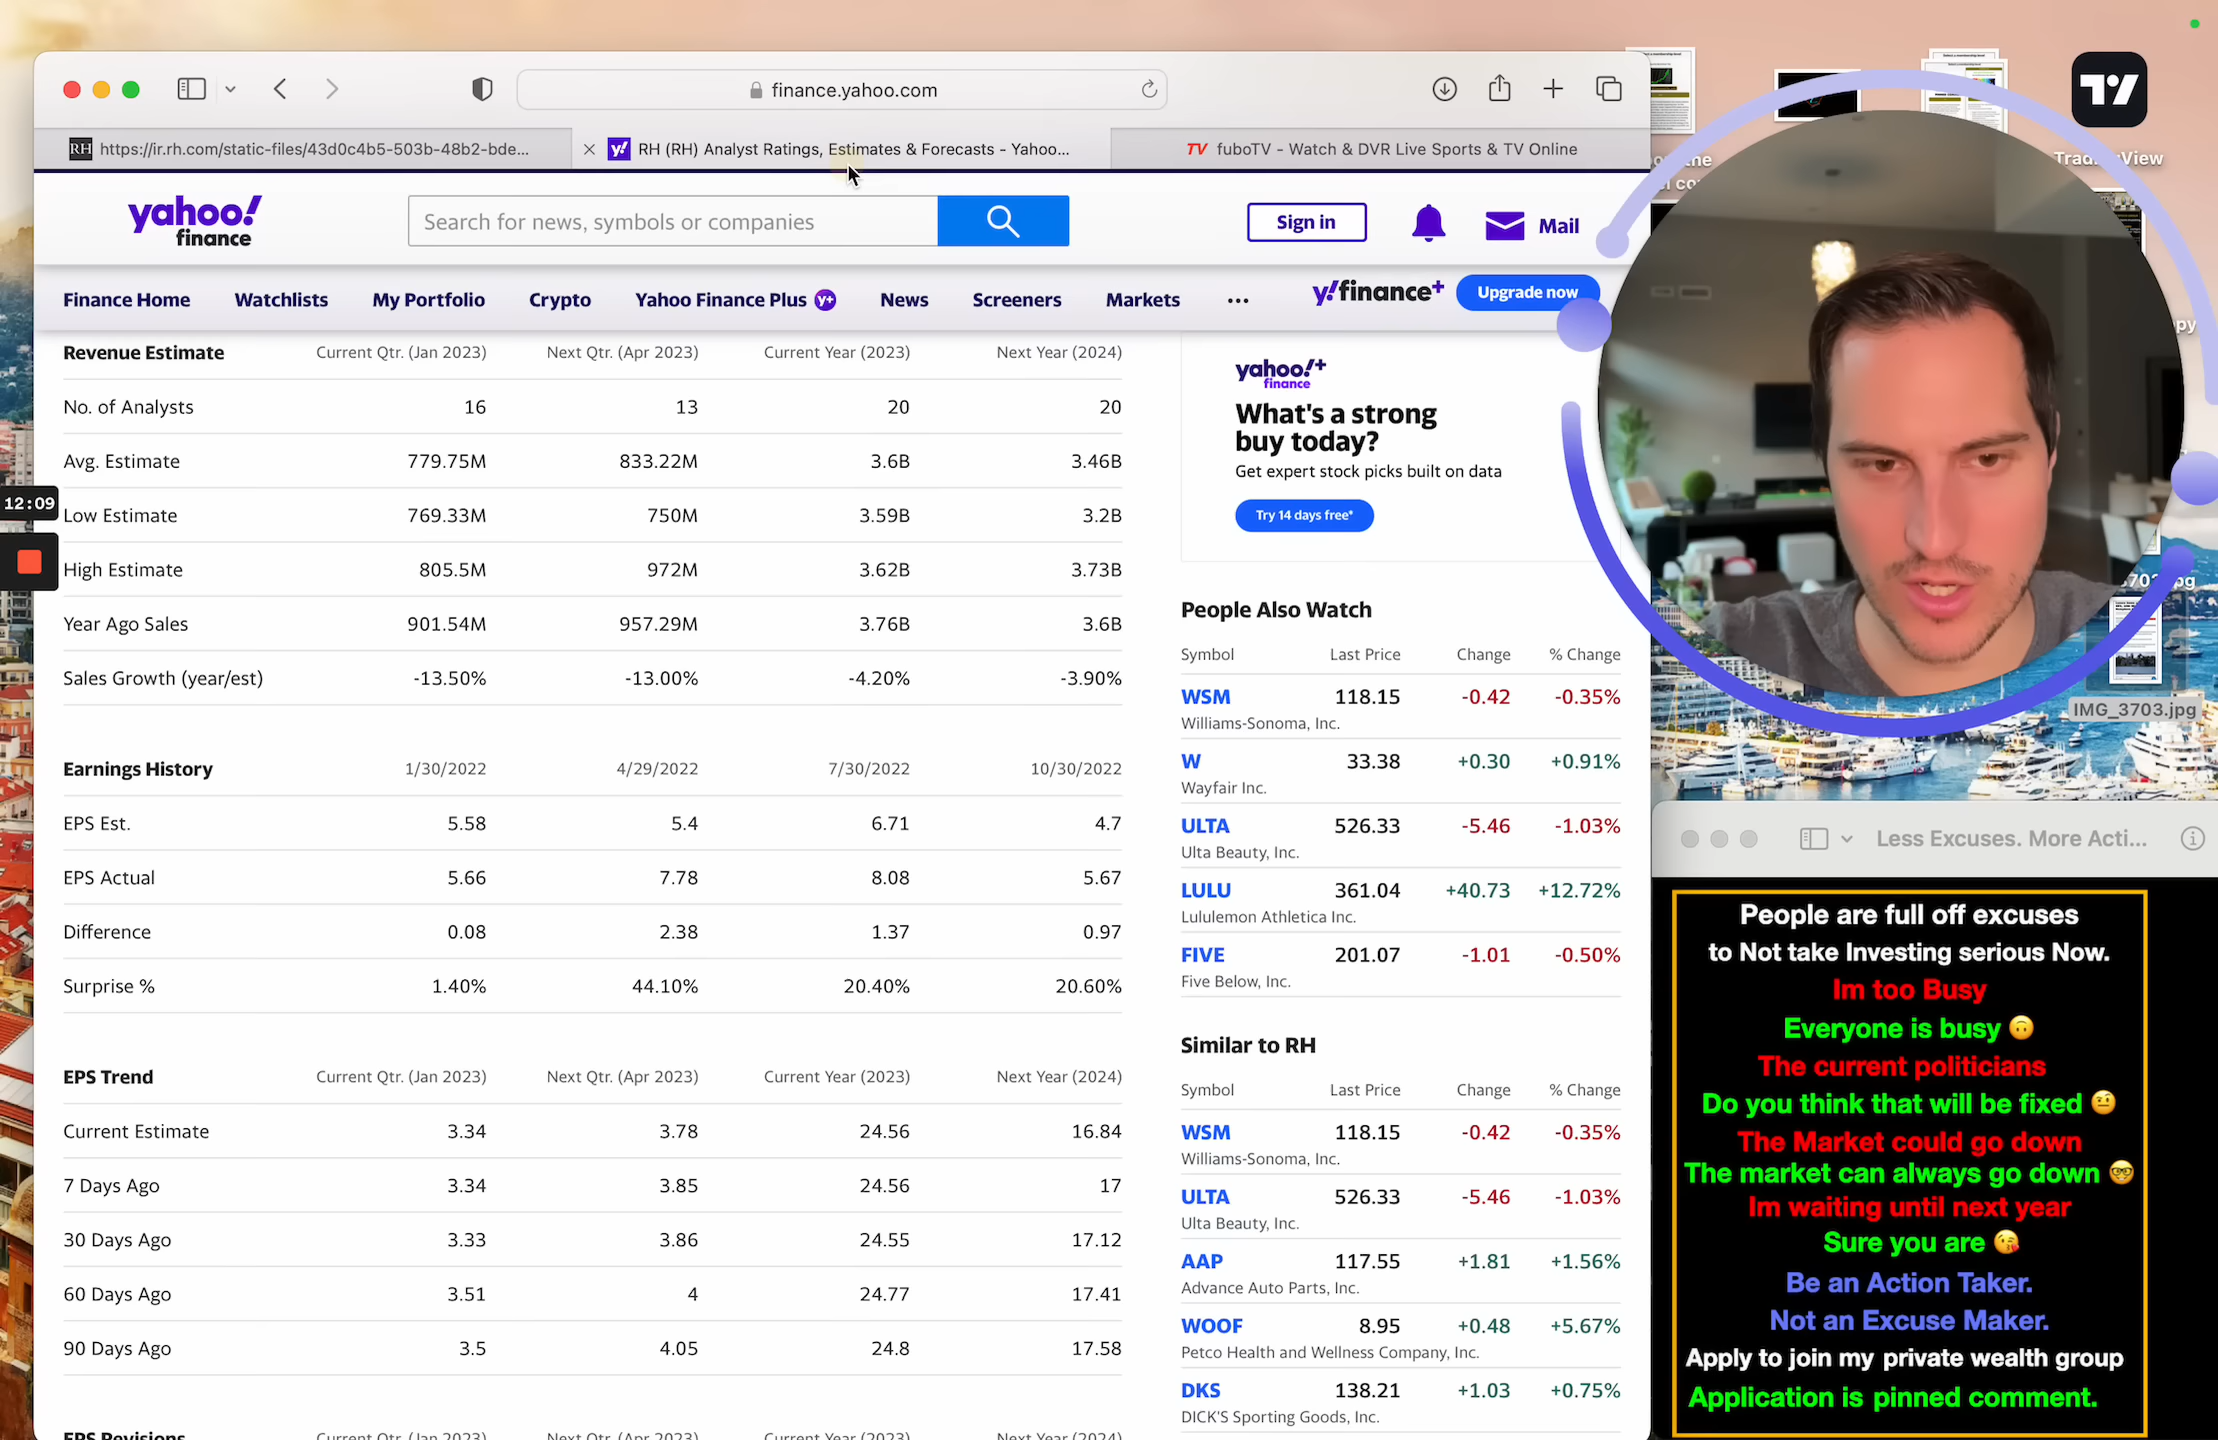 finance.yahoo.com
RH https://ir.rh.com/static-files/43d0c4b5-503b-48b2-bde...
y! RH (RH) Analyst Ratings, Estimates & Forecasts - Yahoo...
TV fuboTV - Watch & DVR Live Sports & TV Online
yahoo! finance
Search for news, symbols or companies
Sign in
Mail
Finance Home Watchlists My Portfolio Crypto Yahoo Finance Plus y+ News Screeners Markets ...
y!finance+ Upgrade now
Revenue Estimate Current Qtr. (Jan 2023) Next Qtr. (Apr 2023) Current Year (2023) Next Year (2024)
No. of Analysts 16 13 20 20
Avg. Estimate 779.75M 833.22M 3.6B 3.46B
12:09
Low Estimate 769.33M 750M 3.59B 3.2B
High Estimate 805.5M 972M 3.62B 3.73B
Year Ago Sales 901.54M 957.29M 3.76B 3.6B
Sales Growth (year/est) -13.50% -13.00% -4.20% -3.90%
Earnings History 1/30/2022 4/29/2022 7/30/2022 10/30/2022
EPS Est. 5.58 5.4 6.71 4.7
EPS Actual 5.66 7.78 8.08 5.67
Difference 0.08 2.38 1.37 0.97
Surprise % 1.40% 44.10% 20.40% 20.60%
EPS Trend Current Qtr. (Jan 2023) Next Qtr. (Apr 2023) Current Year (2023) Next Year (2024)
Current Estimate 3.34 3.78 24.56 16.84
7 Days Ago 3.34 3.85 24.56 17
30 Days Ago 3.33 3.86 24.55 17.12
60 Days Ago 3.51 4 24.77 17.41
90 Days Ago 3.5 4.05 24.8 17.58
EPS Revisions Current Qtr. (Jan 2023) Next Qtr. (Apr 2023) Current Year (2023) Next Year (2024)
yahoo!+
finance
What's a strong
buy today?
Get expert stock picks built on data
Try 14 days free*
People Also Watch
Symbol Last Price Change % Change
WSM 118.15 -0.42 -0.35%
Williams-Sonoma, Inc.
W 33.38 +0.30 +0.91%
Wayfair Inc.
ULTA 526.33 -5.46 -1.03%
Ulta Beauty, Inc.
LULU 361.04 +40.73 +12.72%
Lululemon Athletica Inc.
FIVE 201.07 -1.01 -0.50%
Five Below, Inc.
Similar to RH
Symbol Last Price Change % Change
WSM 118.15 -0.42 -0.35%
Williams-Sonoma, Inc.
ULTA 526.33 -5.46 -1.03%
Ulta Beauty, Inc.
AAP 117.55 +1.81 +1.56%
Advance Auto Parts, Inc.
WOOF 8.95 +0.48 +5.67%
Petco Health and Wellness Company, Inc.
DKS 138.21 +1.03 +0.75%
DICK'S Sporting Goods, Inc.
TradingView
IMG_3703.jpg
Less Excuses. More Acti...
People are full off excuses
to Not take Investing serious Now.
Im too Busy
Everyone is busy 🙃
The current politicians
Do you think that will be fixed 🤨
The Market could go down
The market can always go down 🤓
Im waiting until next year
Sure you are 😘
Be an Action Taker.
Not an Excuse Maker.
Apply to join my private wealth group
Application is pinned comment.